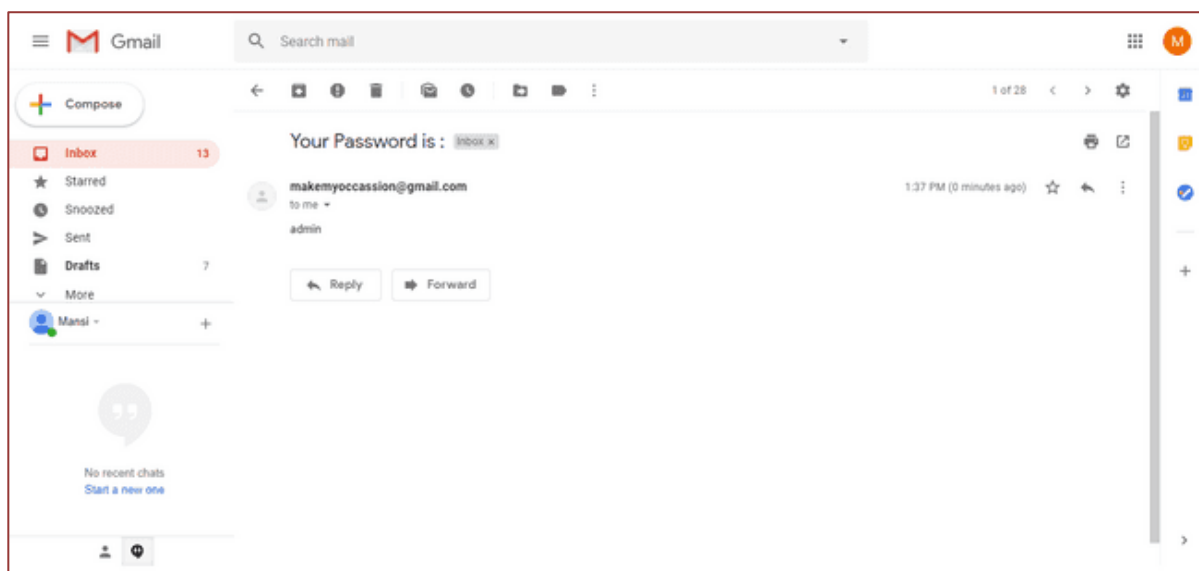 Gmail
Search mail
M
Compose
1 of 28
Your Password is : Inbox x
Inbox 13
makemyoccassion@gmail.com 1:37 PM (0 minutes ago)
Starred
to me
Snoozed
admin
Sent
Drafts 7
Reply Forward
More
Mansi
No recent chats
Start a new one